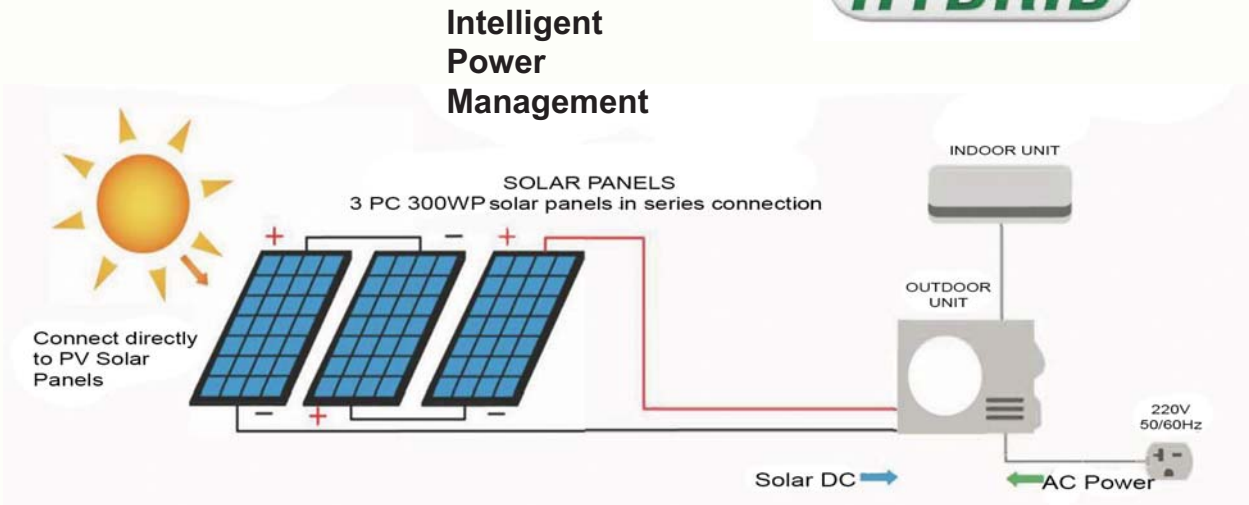 HYBRID
Intelligent
Power
Management
INDOOR UNIT
SOLAR PANELS
3 PC 300WP solar panels in series connection
+
−
+
OUTDOOR
UNIT
Connect directly
to PV Solar
Panels
−
+
−
220V
50/60Hz
Solar DC
AC Power